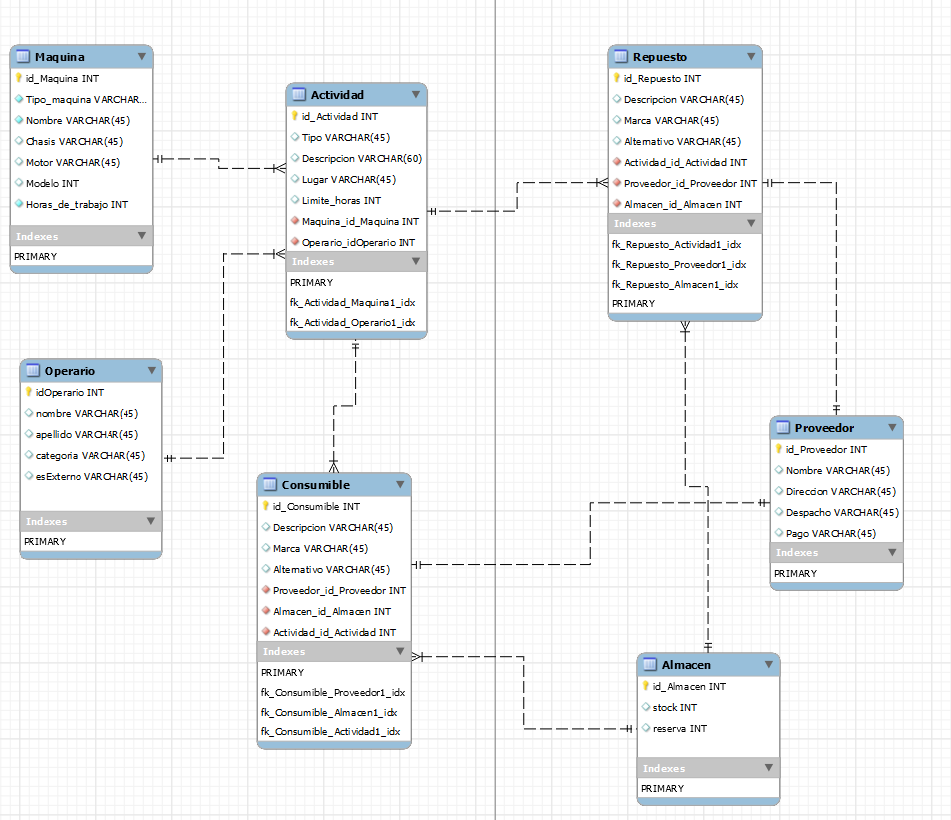 Maquina
id_Maquina INT
Tipo_maquina VARCHAR...
Nombre VARCHAR(45)
Chasis VARCHAR(45)
Motor VARCHAR(45)
Modelo INT
Horas_de_trabajo INT
Indexes
PRIMARY
Actividad
id_Actividad INT
Tipo VARCHAR(45)
Descripcion VARCHAR(60)
Lugar VARCHAR(45)
Limite_horas INT
Maquina_id_Maquina INT
Operario_idOperario INT
Indexes
PRIMARY
fk_Actividad_Maquina1_idx
fk_Actividad_Operario1_idx
Repuesto
id_Repuesto INT
Descripcion VARCHAR(45)
Marca VARCHAR(45)
Alternativo VARCHAR(45)
Actividad_id_Actividad INT
Proveedor_id_Proveedor INT
Almacen_id_Almacen INT
Indexes
fk_Repuesto_Actividad1_idx
fk_Repuesto_Proveedor1_idx
fk_Repuesto_Almacen1_idx
PRIMARY
Operario
idOperario INT
nombre VARCHAR(45)
apellido VARCHAR(45)
categoria VARCHAR(45)
esExterno VARCHAR(45)
Indexes
PRIMARY
Consumible
id_Consumible INT
Descripcion VARCHAR(45)
Marca VARCHAR(45)
Alternativo VARCHAR(45)
Proveedor_id_Proveedor INT
Almacen_id_Almacen INT
Actividad_id_Actividad INT
Indexes
PRIMARY
fk_Consumible_Proveedor1_idx
fk_Consumible_Almacen1_idx
fk_Consumible_Actividad1_idx
Proveedor
id_Proveedor INT
Nombre VARCHAR(45)
Direccion VARCHAR(45)
Despacho VARCHAR(45)
Pago VARCHAR(45)
Indexes
PRIMARY
Almacen
id_Almacen INT
stock INT
reserva INT
Indexes
PRIMARY